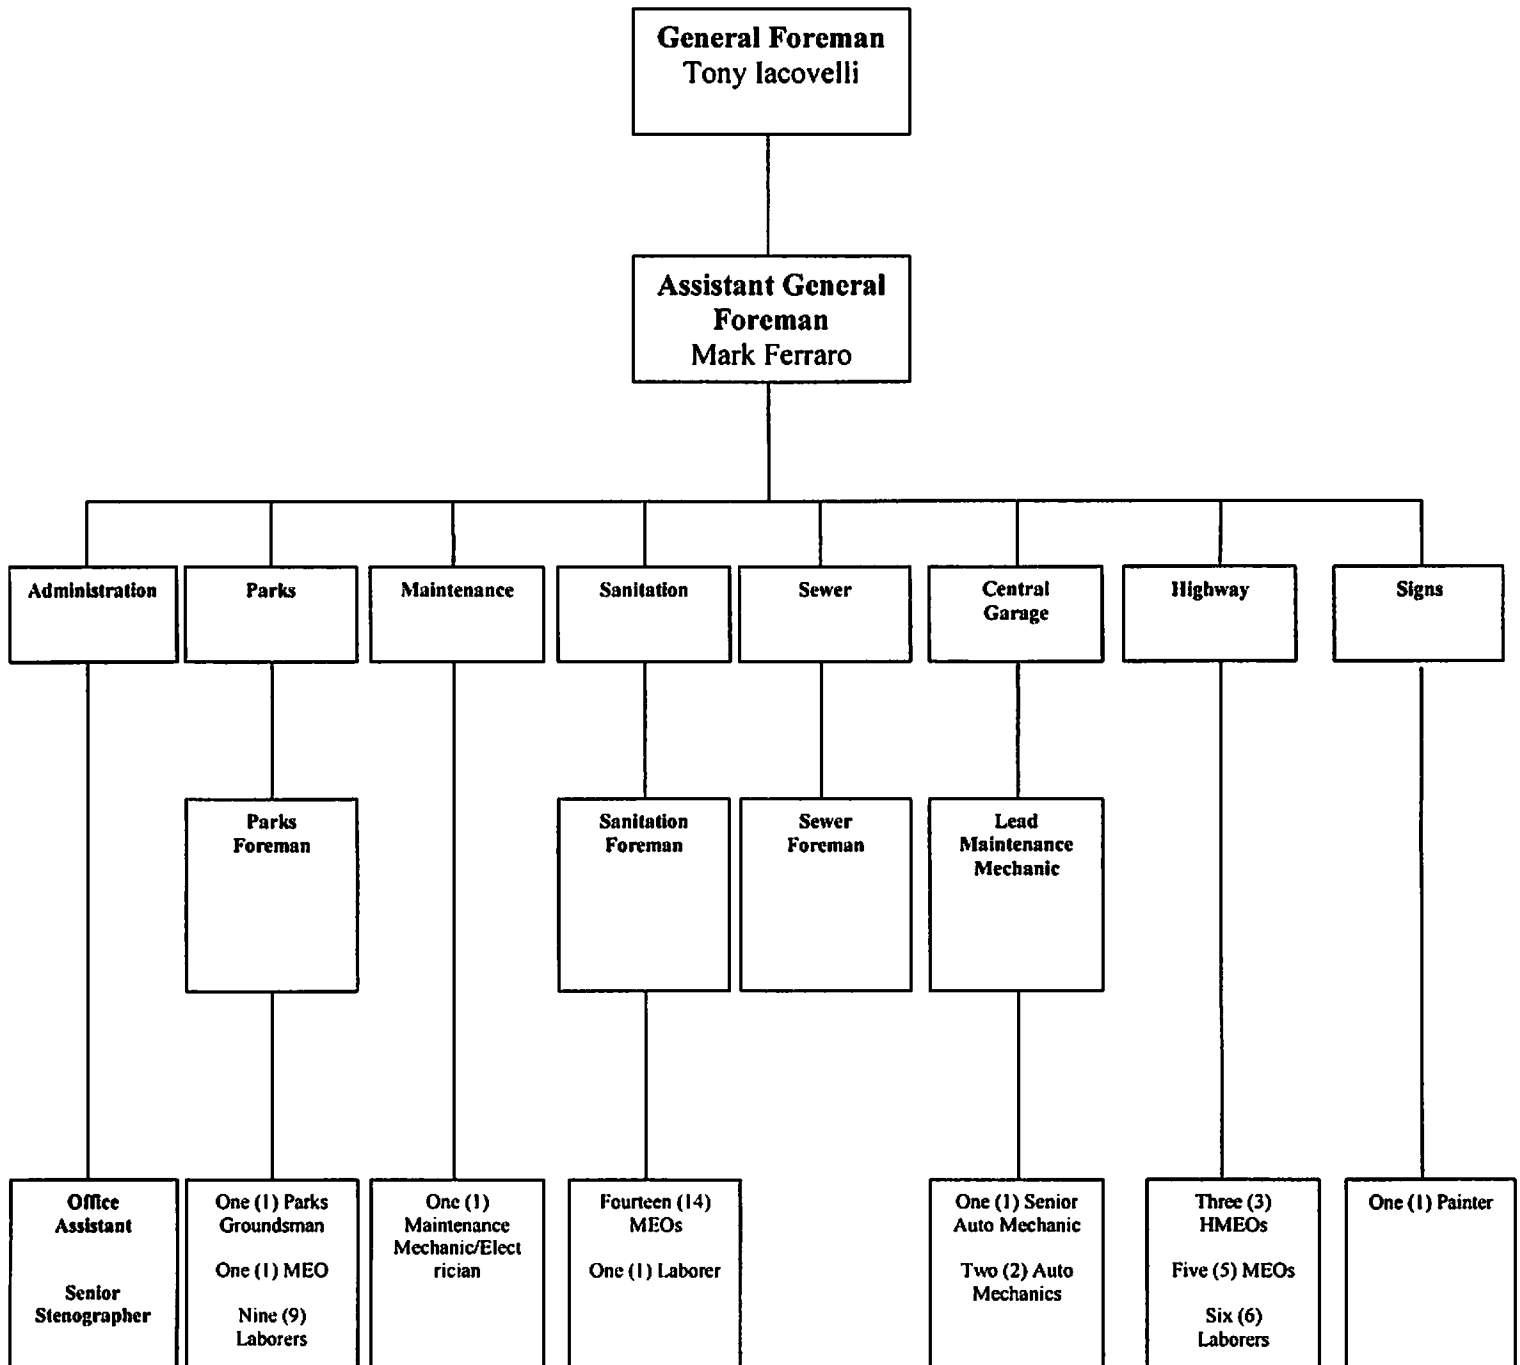 General Foreman
Tony Iacovelli
Assistant General
Foreman
Mark Ferraro
Administration
Parks
Maintenance
Sanitation
Sewer
Central
Garage
Highway
Signs
Parks
Foreman
Sanitation
Foreman
Sewer
Foreman
Lead
Maintenance
Mechanic
Office
Assistant
Senior
Stenographer
One (1) Parks
Groundsman
One (1) MEO
Nine (9)
Laborers
One (1)
Maintenance
Mechanic/Elect
rician
Fourteen (14)
MEOs
One (1) Laborer
One (1) Senior
Auto Mechanic
Two (2) Auto
Mechanics
Three (3)
HMEOs
Five (5) MEOs
Six (6)
Laborers
One (1) Painter